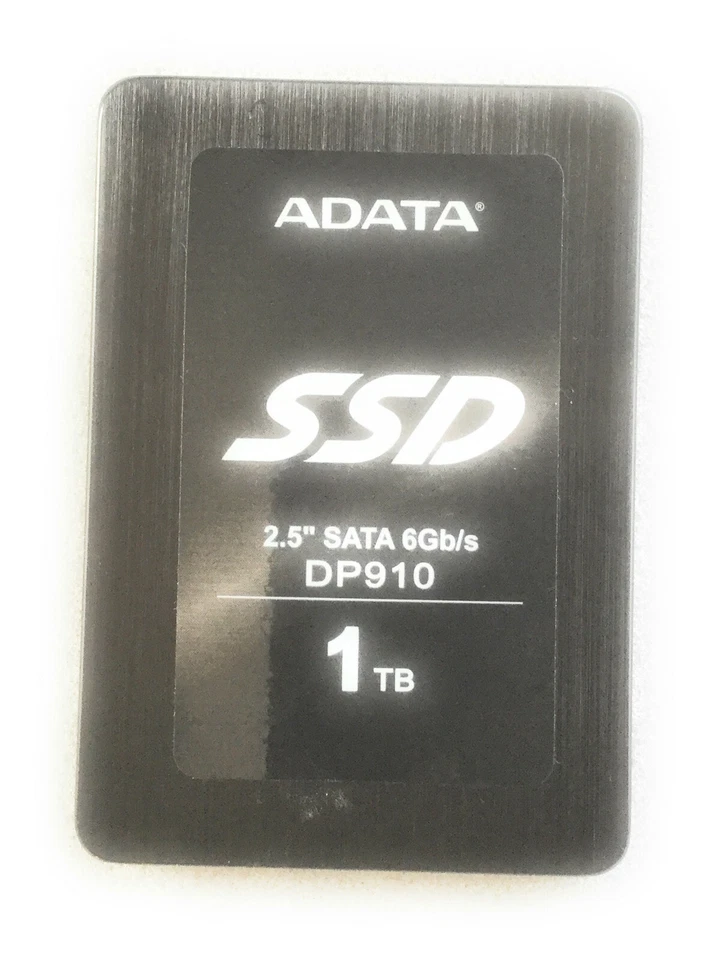 ADATA®
SSD
2.5" SATA 6Gb/s
DP910
1 TB